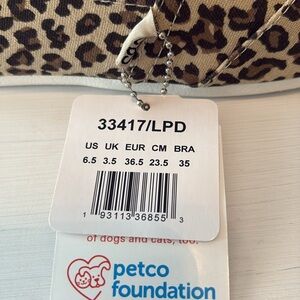 33417/LPD
US UK EUR CM BRA
6.5 3.5 36.5 23.5 35
1 93113 36855 3
of dogs and cats, too.
petco
foundation